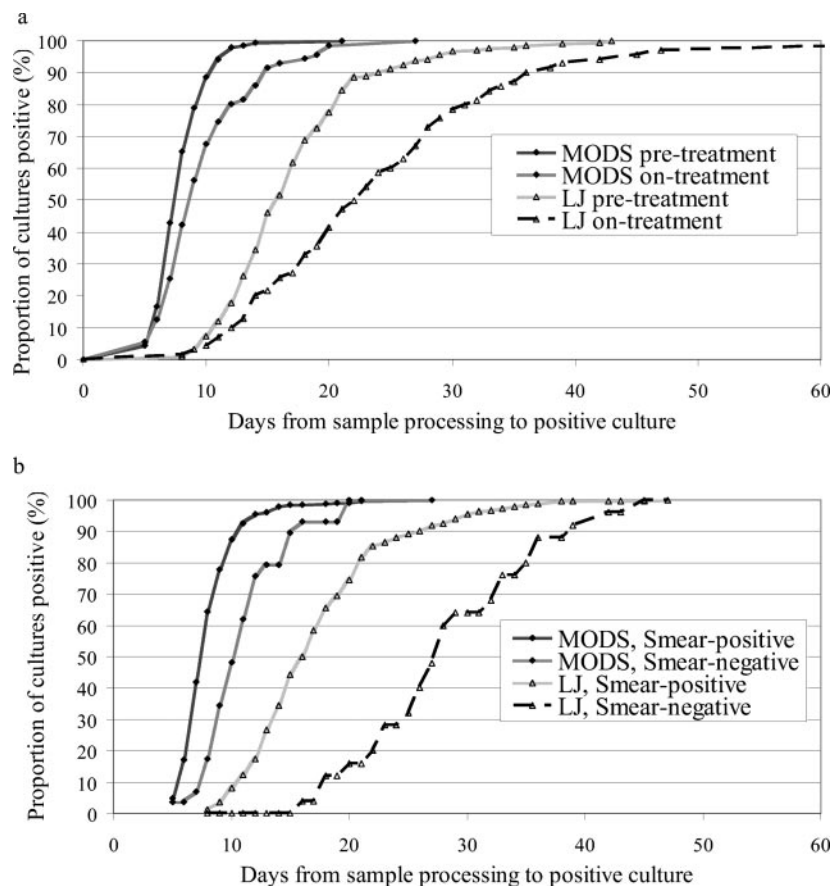 a
Proportion of cultures positive (%)
100
90
80
70
60
50
40
30
20
10
0
MODS pre-treatment
MODS on-treatment
LJ pre-treatment
LJ on-treatment
0 10 20 30 40 50 60
Days from sample processing to positive culture
b
Proportion of cultures positive (%)
100
90
80
70
60
50
40
30
20
10
0
MODS, Smear-positive
MODS, Smear-negative
LJ, Smear-positive
LJ, Smear-negative
0 10 20 30 40 50 60
Days from sample processing to positive culture